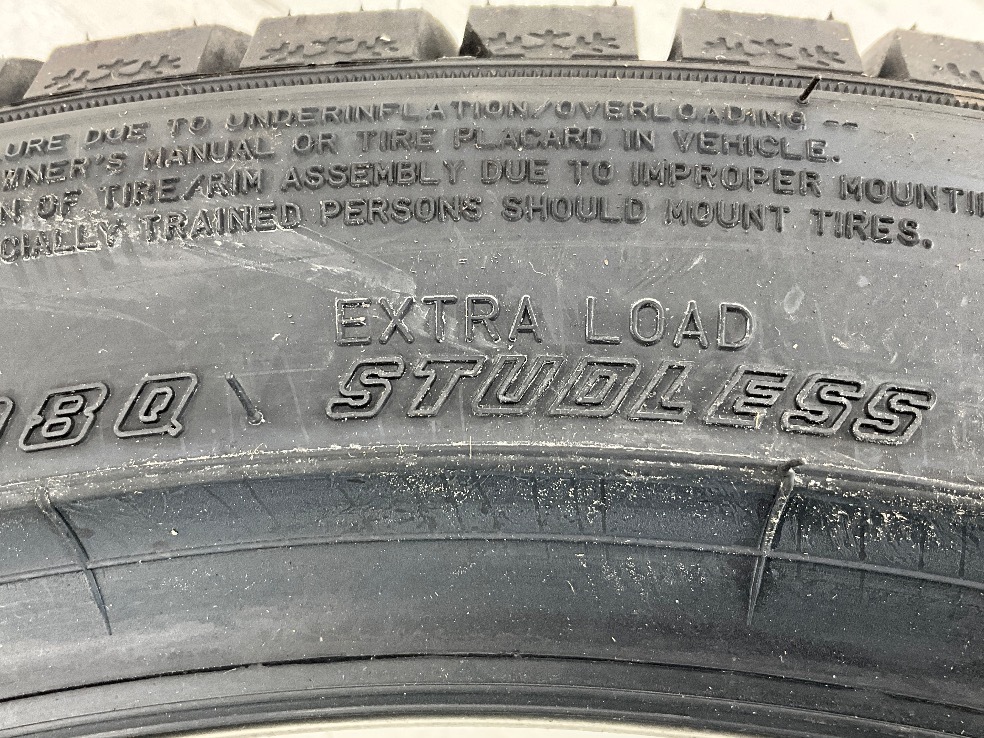 URE DUE TO UNDERINFLATION/OVERLOADING --
WNER'S MANUAL OR TIRE PLACARD IN VEHICLE.
N OF TIRE/RIM ASSEMBLY DUE TO IMPROPER MOUNTI
CIALLY TRAINED PERSONS SHOULD MOUNT TIRES.
EXTRA LOAD
08Q STUDLESS